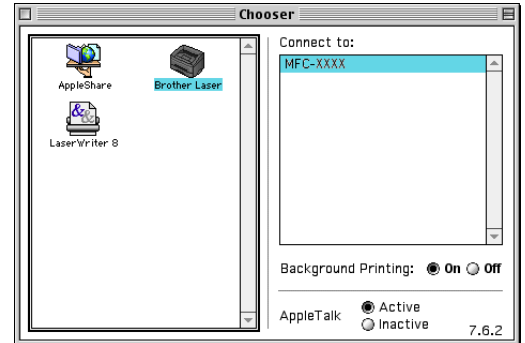 Chooser
AppleShare
Brother Laser
LaserWriter 8
Connect to:
MFC-XXXX
Background Printing: On Off
AppleTalk Active
Inactive
7.6.2